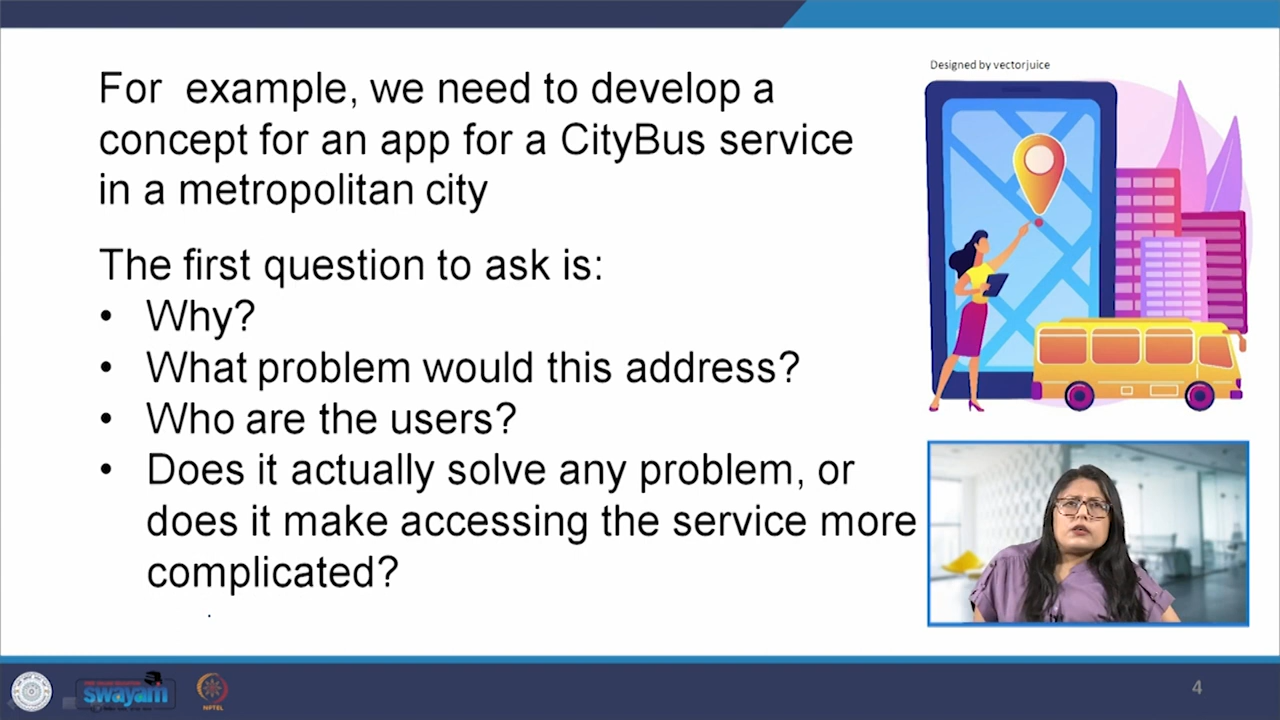 Designed by vectorjuice
For example, we need to develop a
concept for an app for a CityBus service
in a metropolitan city
The first question to ask is:
• Why?
• What problem would this address?
• Who are the users?
• Does it actually solve any problem, or
does it make accessing the service more
complicated?
swayam
NPTEL
4